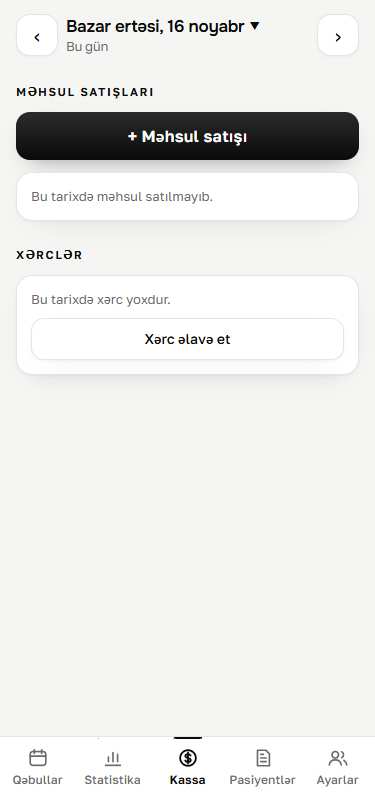 ‹
Bazar ertəsi, 16 noyabr ▼
Bu gün
›
MƏHSUL SATIŞLARI
+ Məhsul satışı
Bu tarixdə məhsul satılmayıb.
XƏRCLƏR
Bu tarixdə xərc yoxdur.
Xərc əlavə et
Qəbullar
Statistika
Kassa
Pasiyentlər
Ayarlar